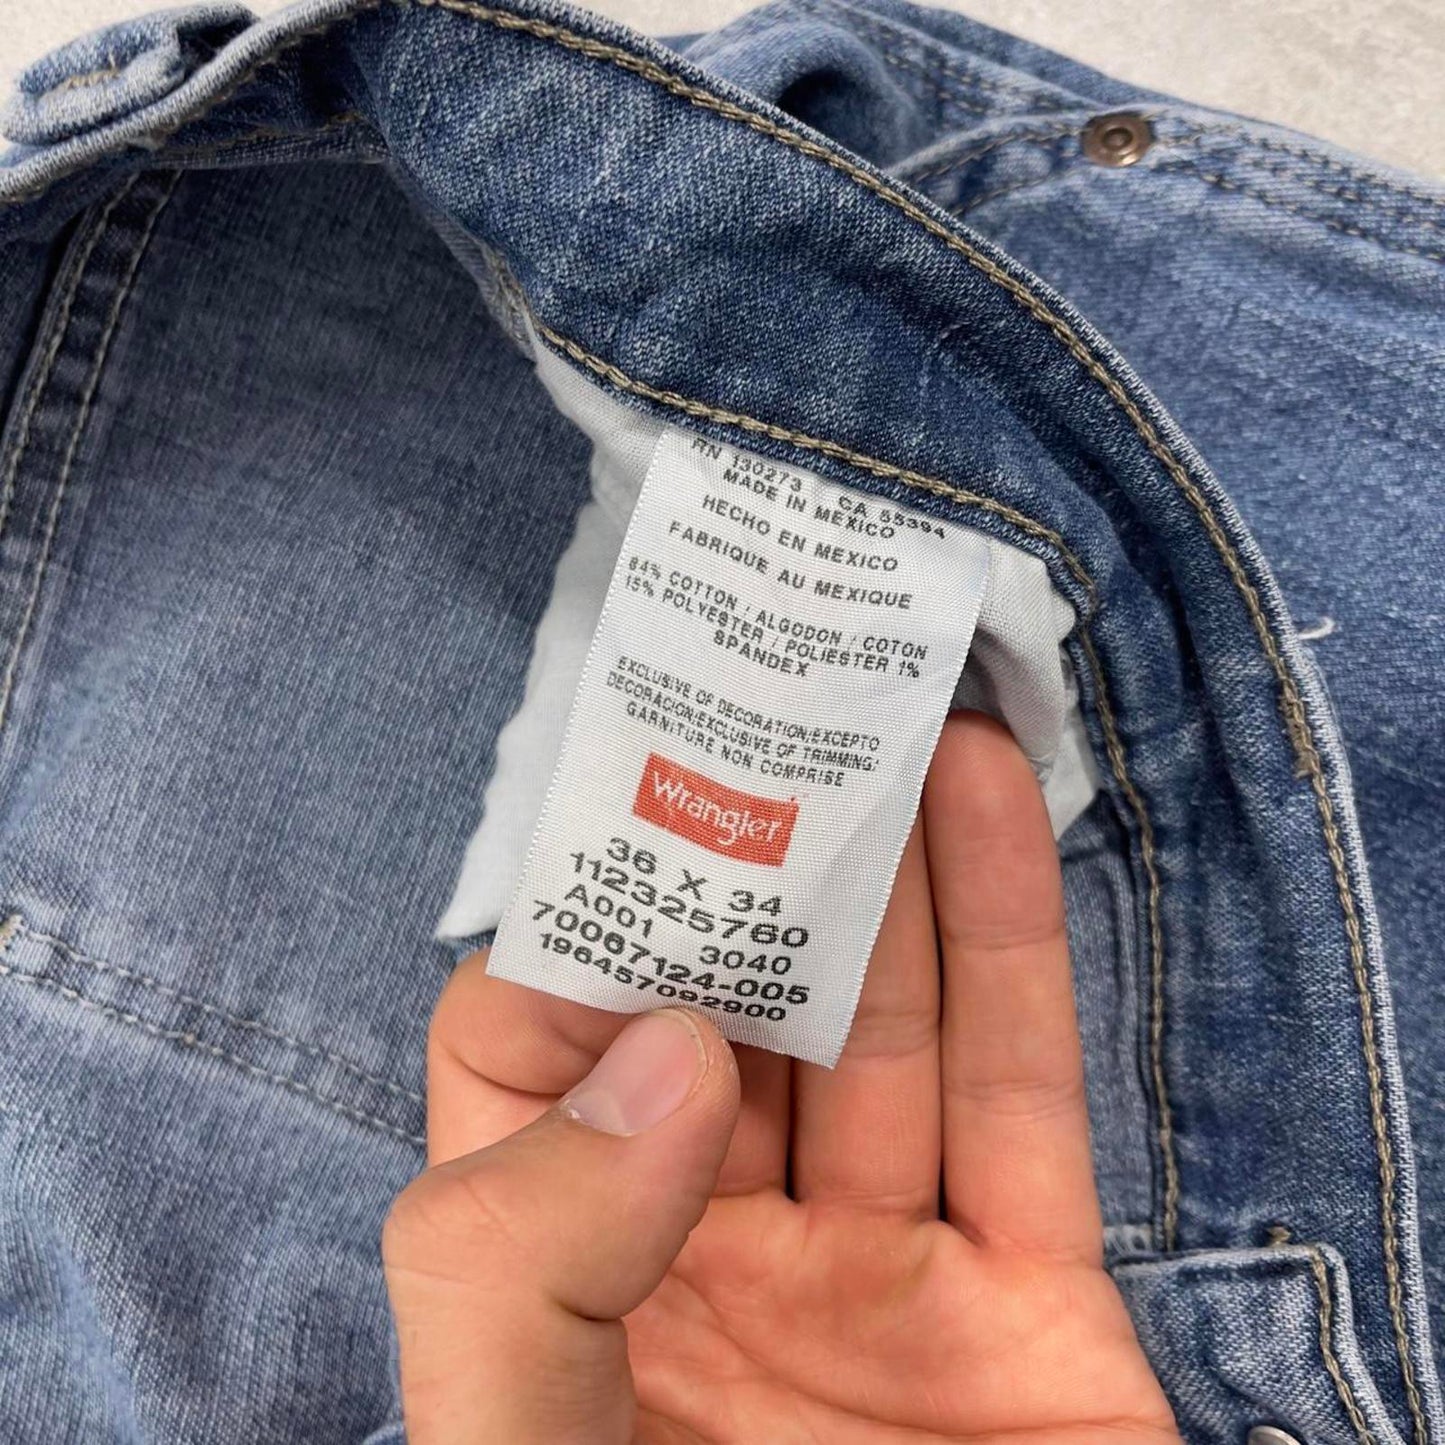 RN 130273 CA 55394
MADE IN MEXICO
HECHO EN MEXICO
FABRIQUE AU MEXIQUE
84% COTTON / ALGODON / COTON
15% POLYESTER / POLIESTER 1%
SPANDEX
EXCLUSIVE OF DECORATION/EXCEPTO
DECORACION/EXCLUSIVE OF TRIMMING/
GARNITURE NON COMPRISE
Wrangler
36 X 34
112325760
A001 3040
70067124-005
196457092900